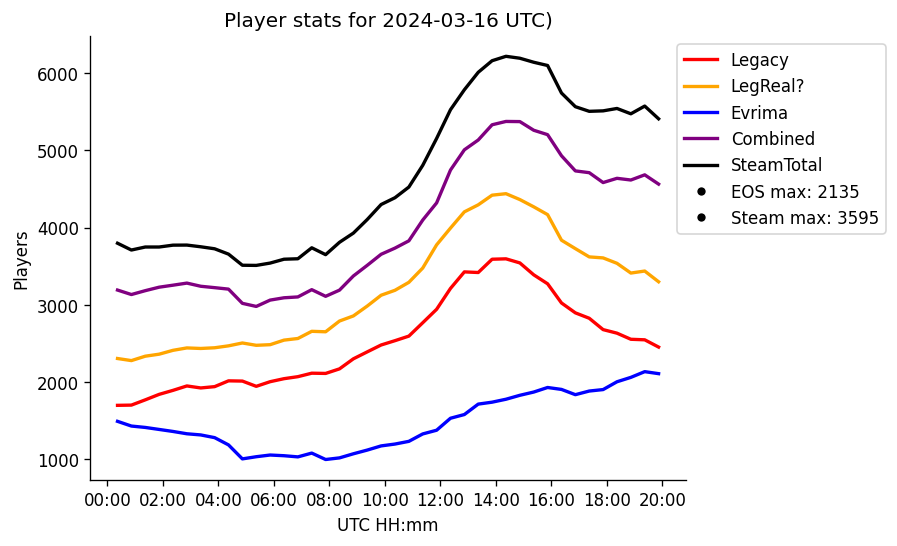 Player stats for 2024-03-16 UTC)
Players
6000
5000
4000
3000
2000
1000
00:00 02:00 04:00 06:00 08:00 10:00 12:00 14:00 16:00 18:00 20:00
UTC HH:mm
Legacy
LegReal?
Evrima
Combined
SteamTotal
EOS max: 2135
Steam max: 3595